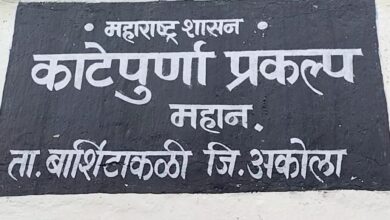 • महाराष्ट्र शासन •
काटेपुर्णा प्रकल्प
महान.
ता. बार्शिटाकळी जि. अकोला